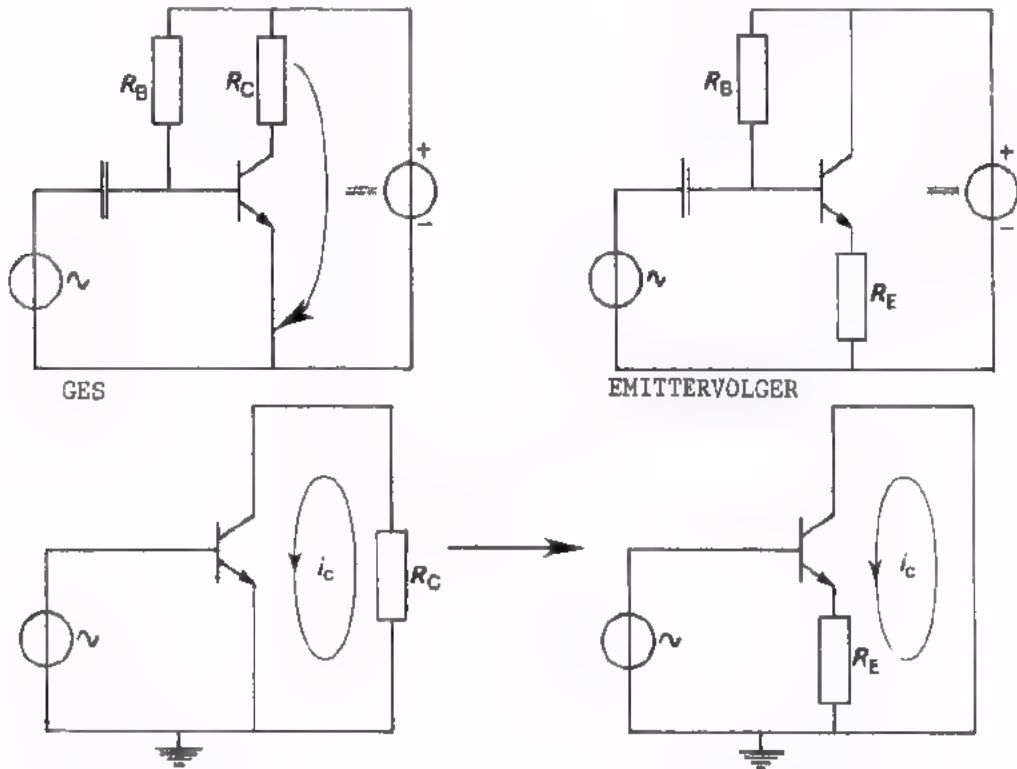 R_B
R_C
+
−
∼
GES
R_B
+
−
∼
R_E
EMITTERVOLGER
∼
i_c
R_C
∼
i_c
R_E